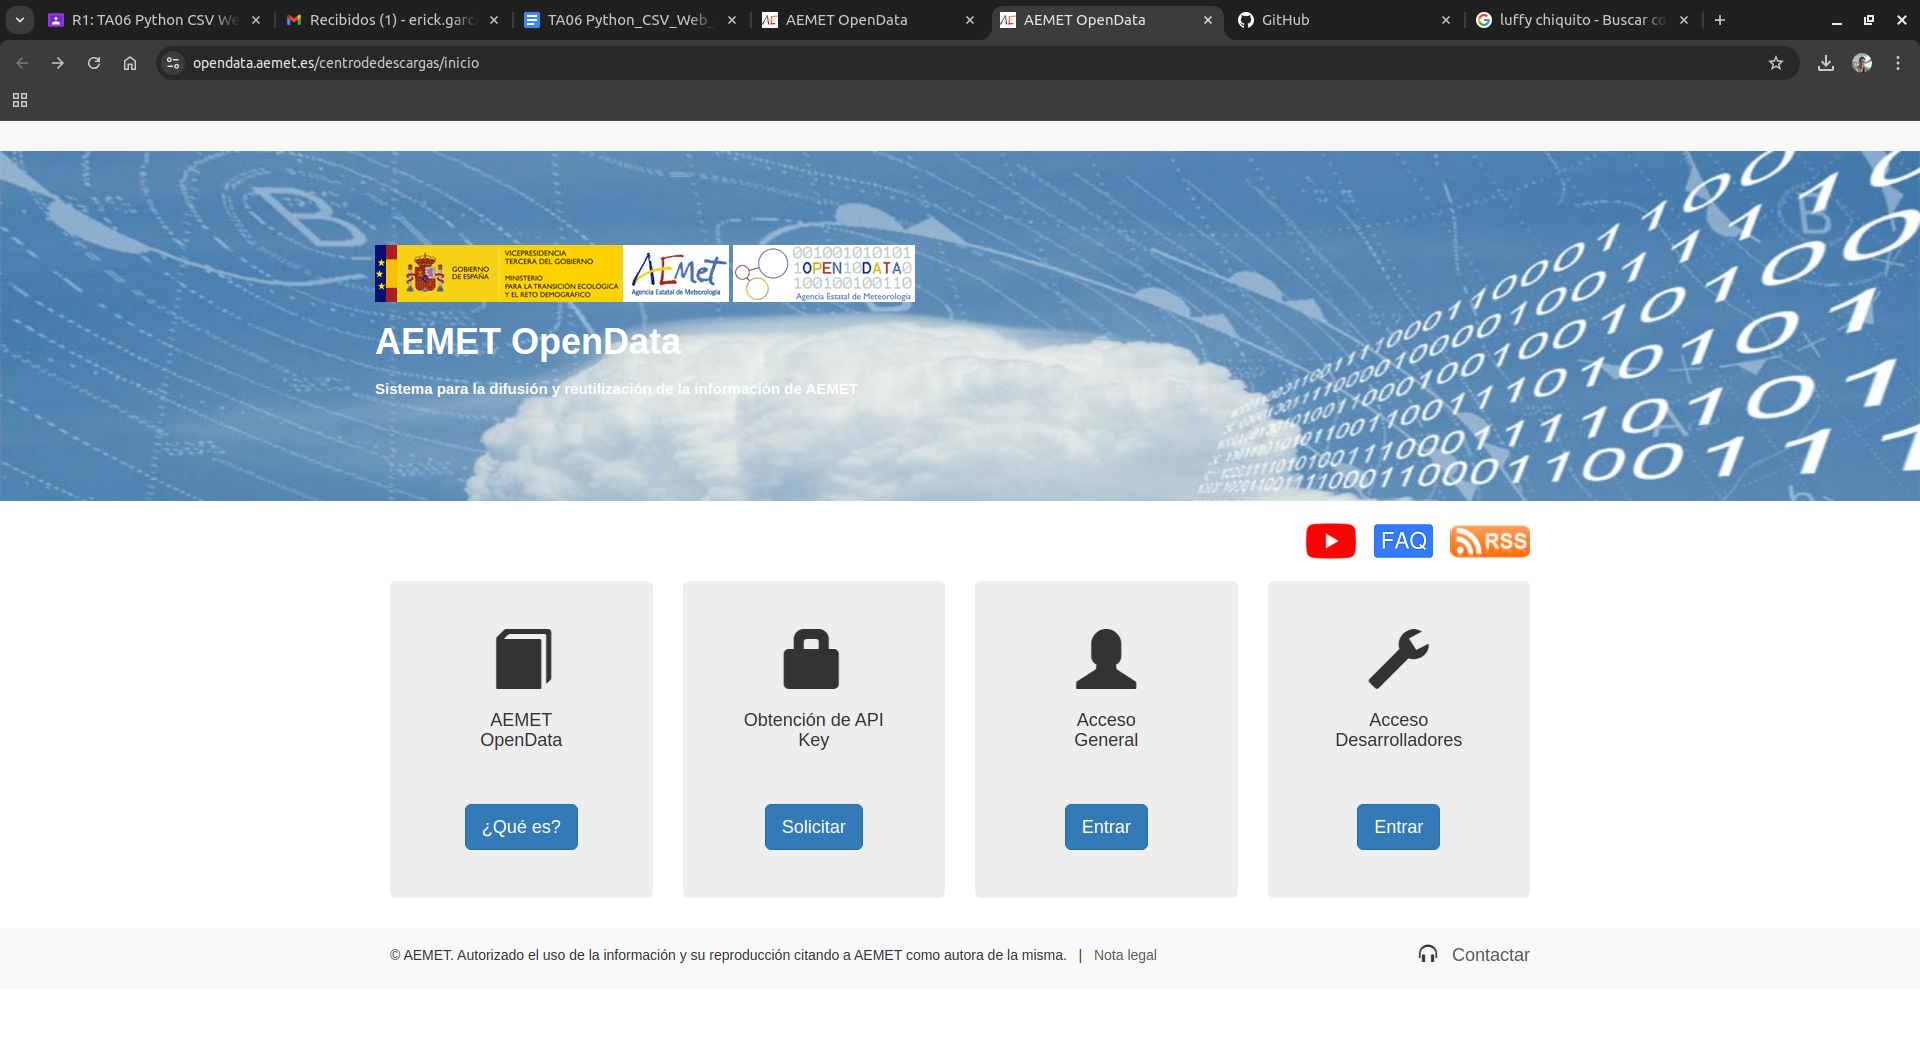 R1: TA06 Python CSV We
Recibidos (1) - erick.garc
TA06 Python_CSV_Web_
AEMET OpenData
AEMET OpenData
GitHub
luffy chiquito - Buscar co
opendata.aemet.es/centrodedescargas/inicio
GOBIERNO
DE ESPAÑA
VICEPRESIDENCIA
TERCERA DEL GOBIERNO
MINISTERIO
PARA LA TRANSICIÓN ECOLÓGICA
Y EL RETO DEMOGRÁFICO
AEmet
Agencia Estatal de Meteorología
001001010101
1OPEN10DATA0
100100100110
Agencia Estatal de Meteorología
AEMET OpenData
Sistema para la difusión y reutilización de la información de AEMET
FAQ
RSS
AEMET
OpenData
¿Qué es?
Obtención de API
Key
Solicitar
Acceso
General
Entrar
Acceso
Desarrolladores
Entrar
© AEMET. Autorizado el uso de la información y su reproducción citando a AEMET como autora de la misma. | Nota legal
Contactar